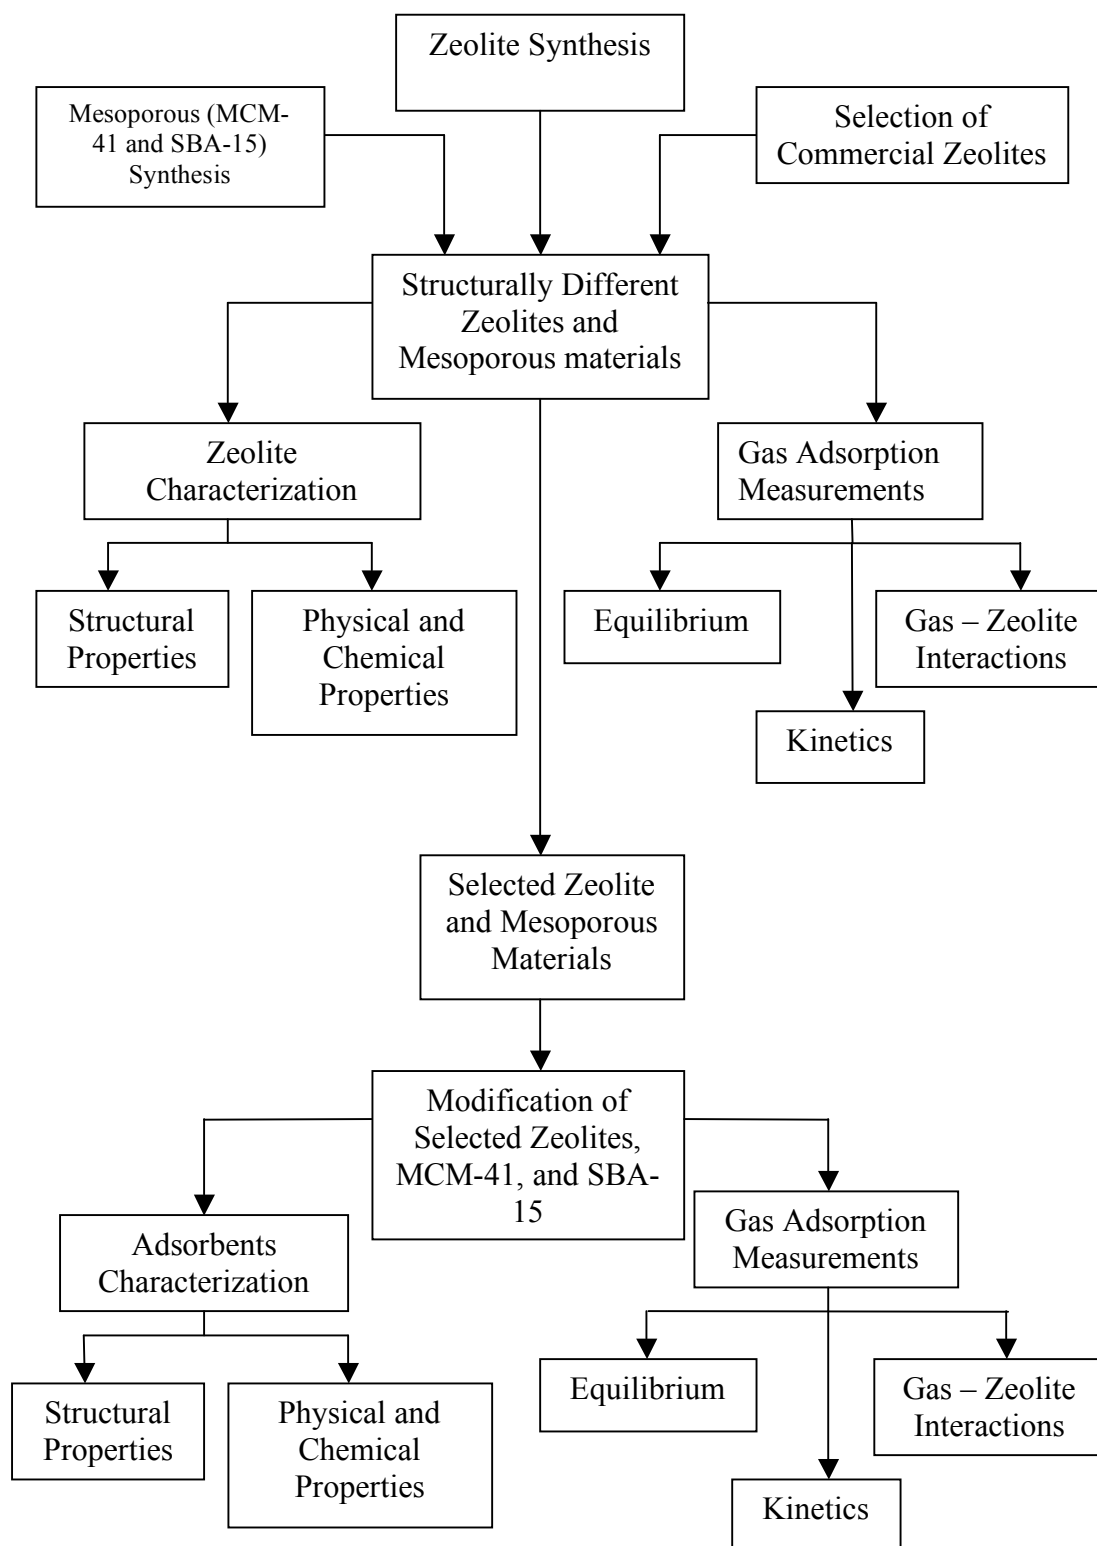 Zeolite Synthesis
Mesoporous (MCM-
41 and SBA-15)
Synthesis
Selection of
Commercial Zeolites
Structurally Different
Zeolites and
Mesoporous materials
Zeolite
Characterization
Gas Adsorption
Measurements
Structural
Properties
Physical and
Chemical
Properties
Equilibrium
Gas – Zeolite
Interactions
Kinetics
Selected Zeolite
and Mesoporous
Materials
Modification of
Selected Zeolites,
MCM-41, and SBA-
15
Adsorbents
Characterization
Gas Adsorption
Measurements
Structural
Properties
Physical and
Chemical
Properties
Equilibrium
Gas – Zeolite
Interactions
Kinetics